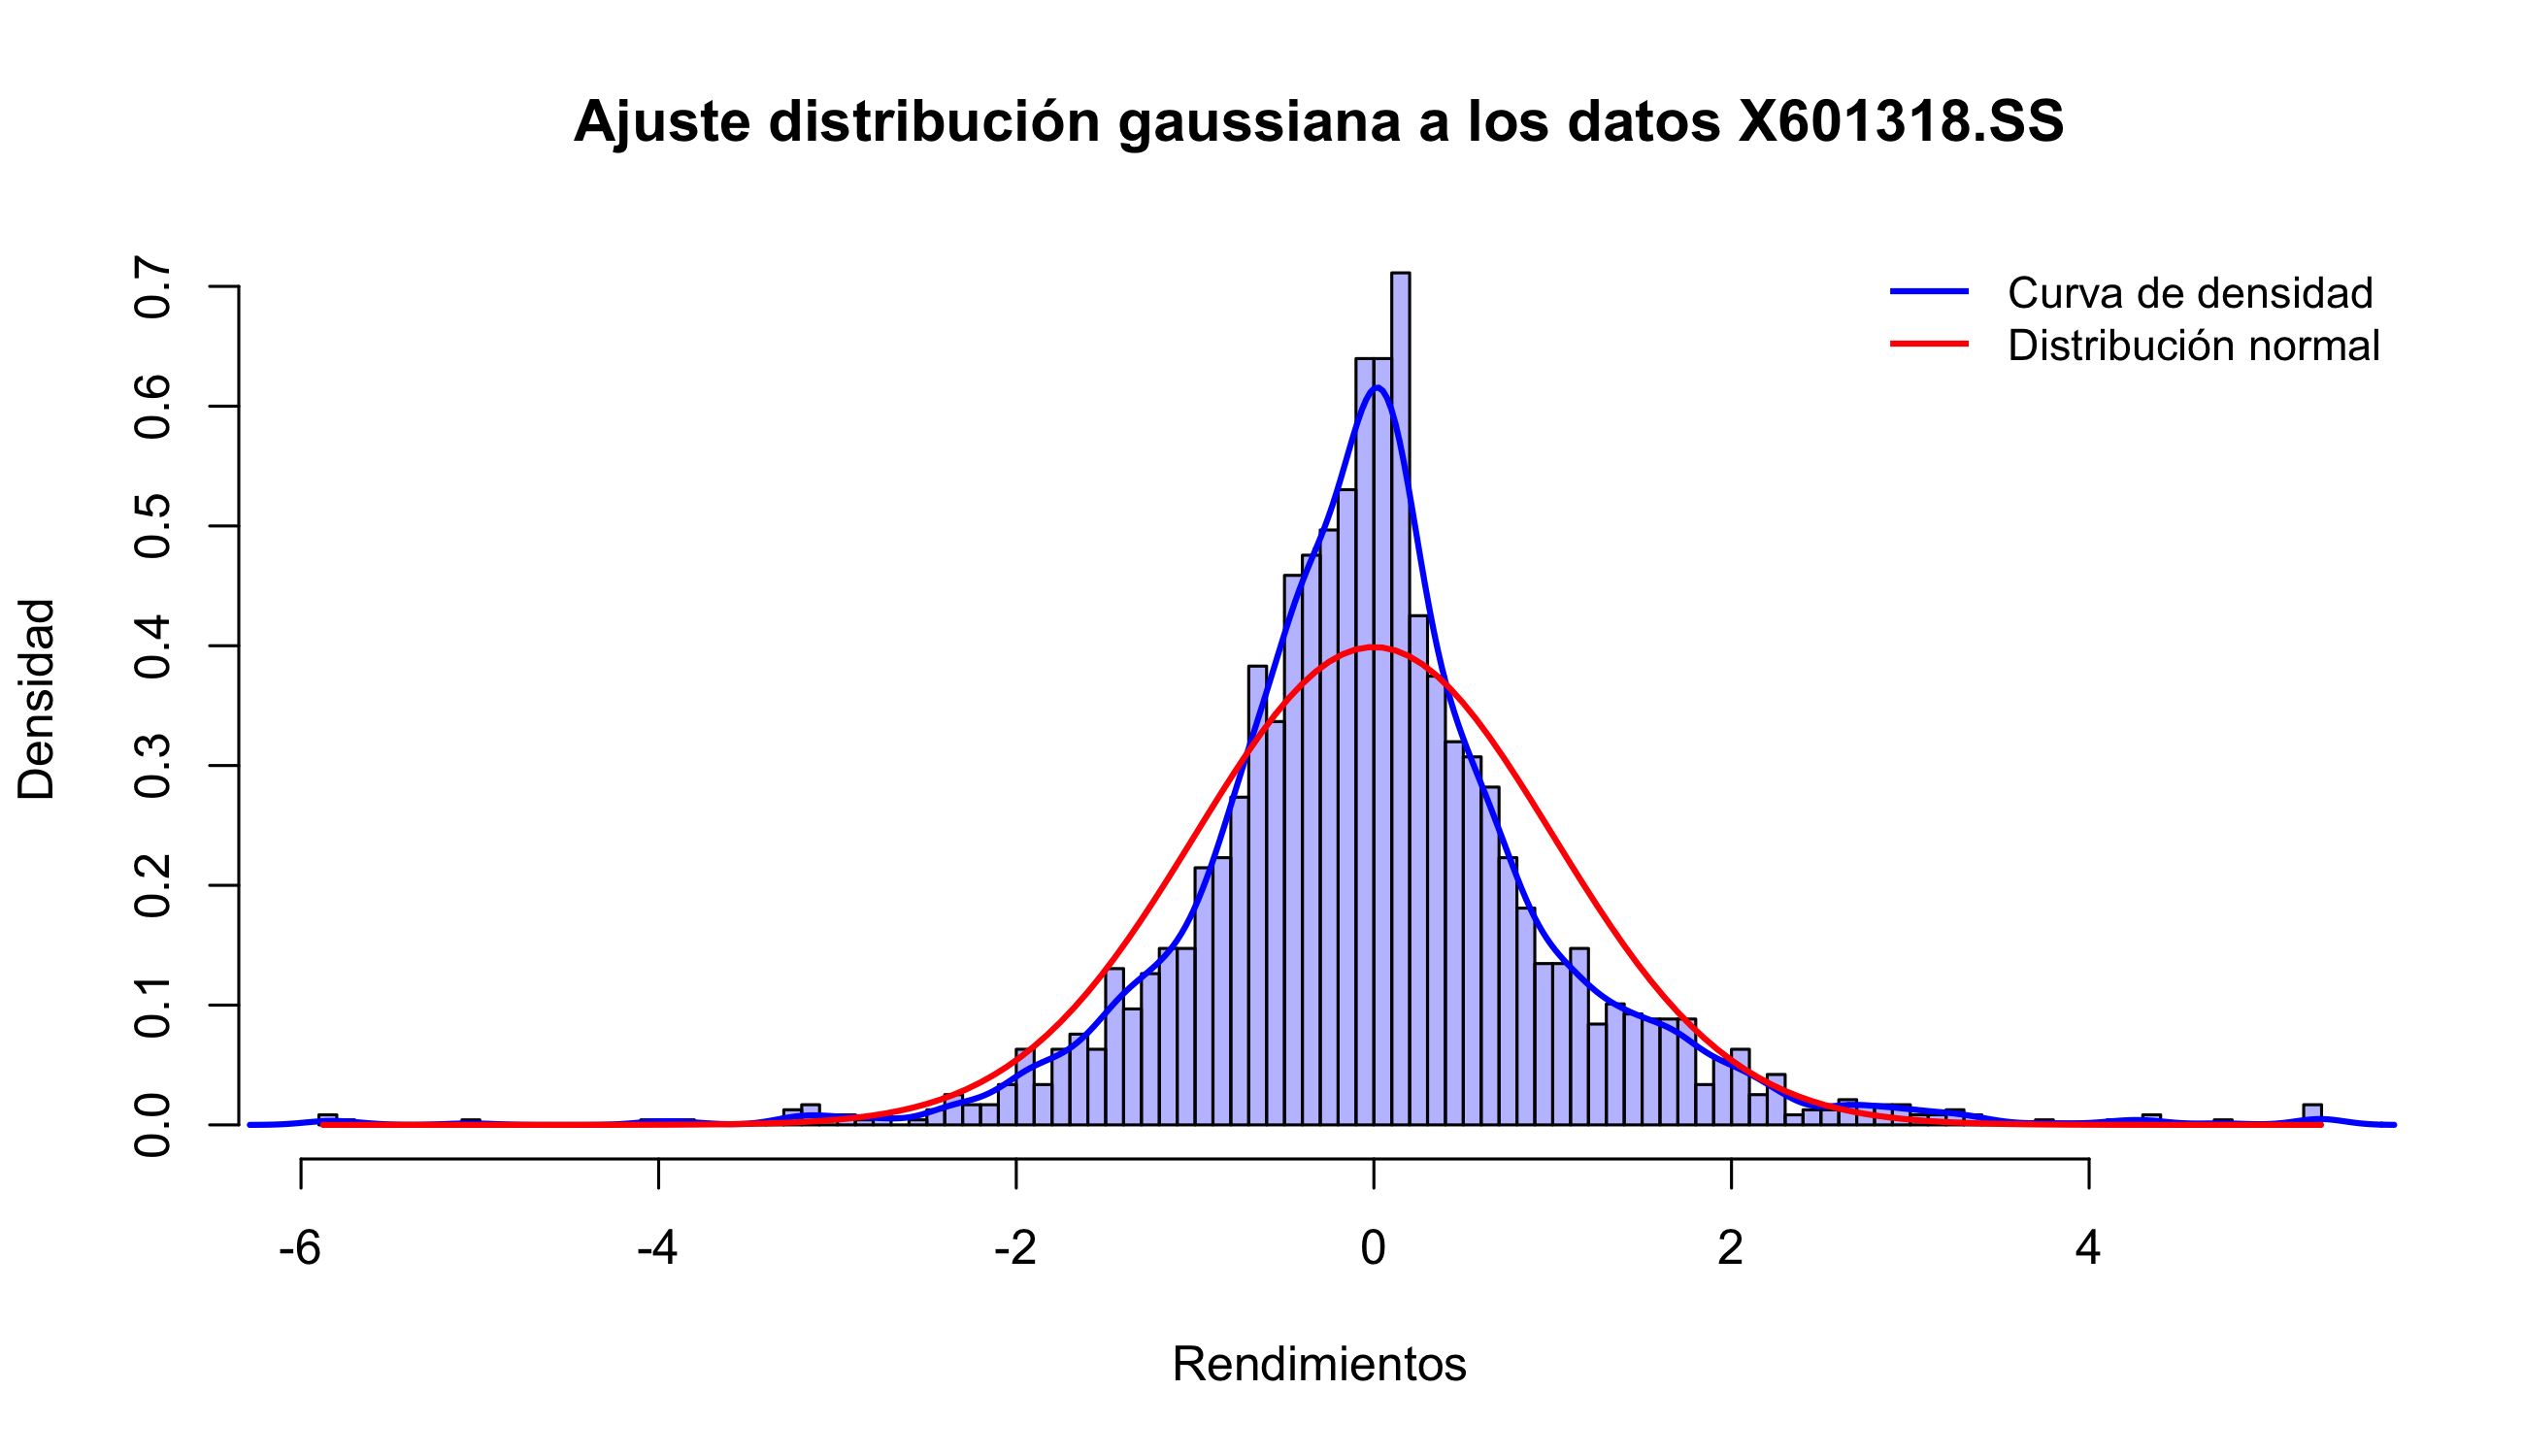 Ajuste distribución gaussiana a los datos X601318.SS
Curva de densidad
Distribución normal
Densidad
0.7
0.6
0.5
0.4
0.3
0.2
0.1
0.0
-6 -4 -2 0 2 4
Rendimientos